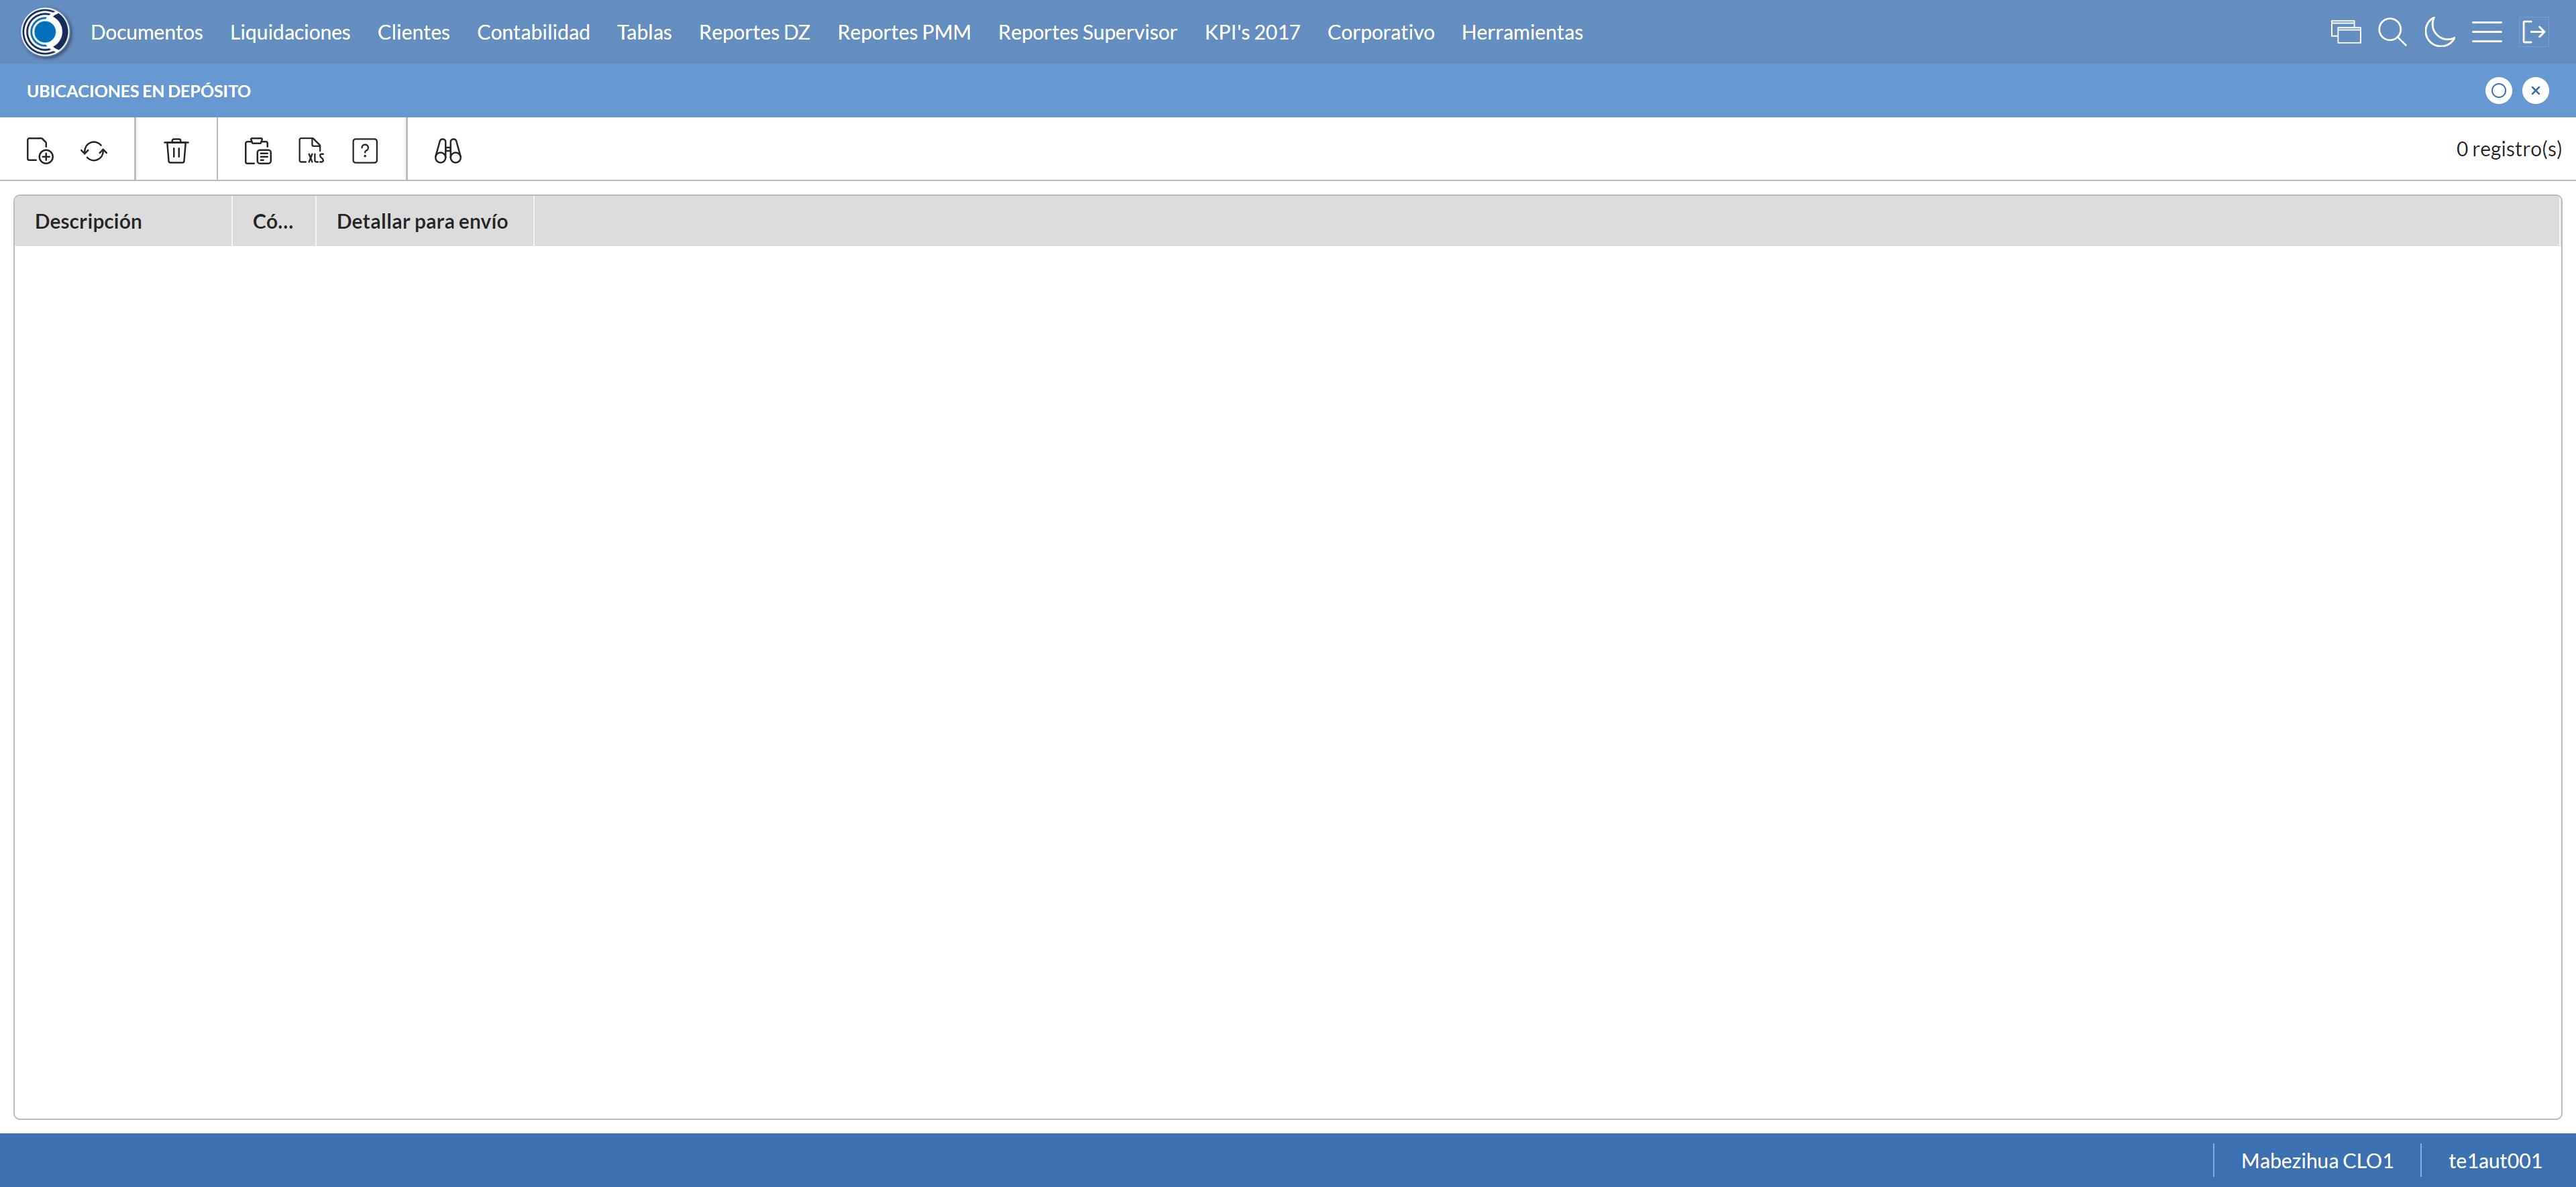 Documentos Liquidaciones Clientes Contabilidad Tablas Reportes DZ Reportes PMM Reportes Supervisor KPI's 2017 Corporativo Herramientas
UBICACIONES EN DEPÓSITO
XLS ? 0 registro(s)
Descripción Có... Detallar para envío
Mabezihua CLO1 te1aut001